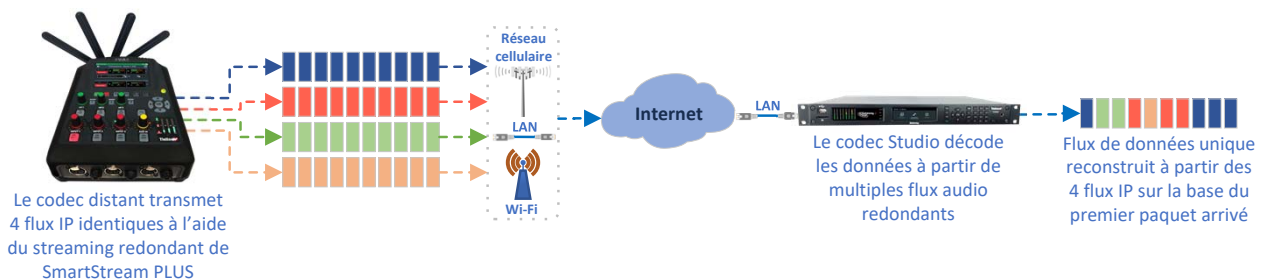 Réseau
cellulaire
LAN
Wi-Fi
Internet
LAN
Le codec distant transmet
4 flux IP identiques à l’aide
du streaming redondant de
SmartStream PLUS
Le codec Studio décode
les données à partir de
multiples flux audio
redondants
Flux de données unique
reconstruit à partir des
4 flux IP sur la base du
premier paquet arrivé